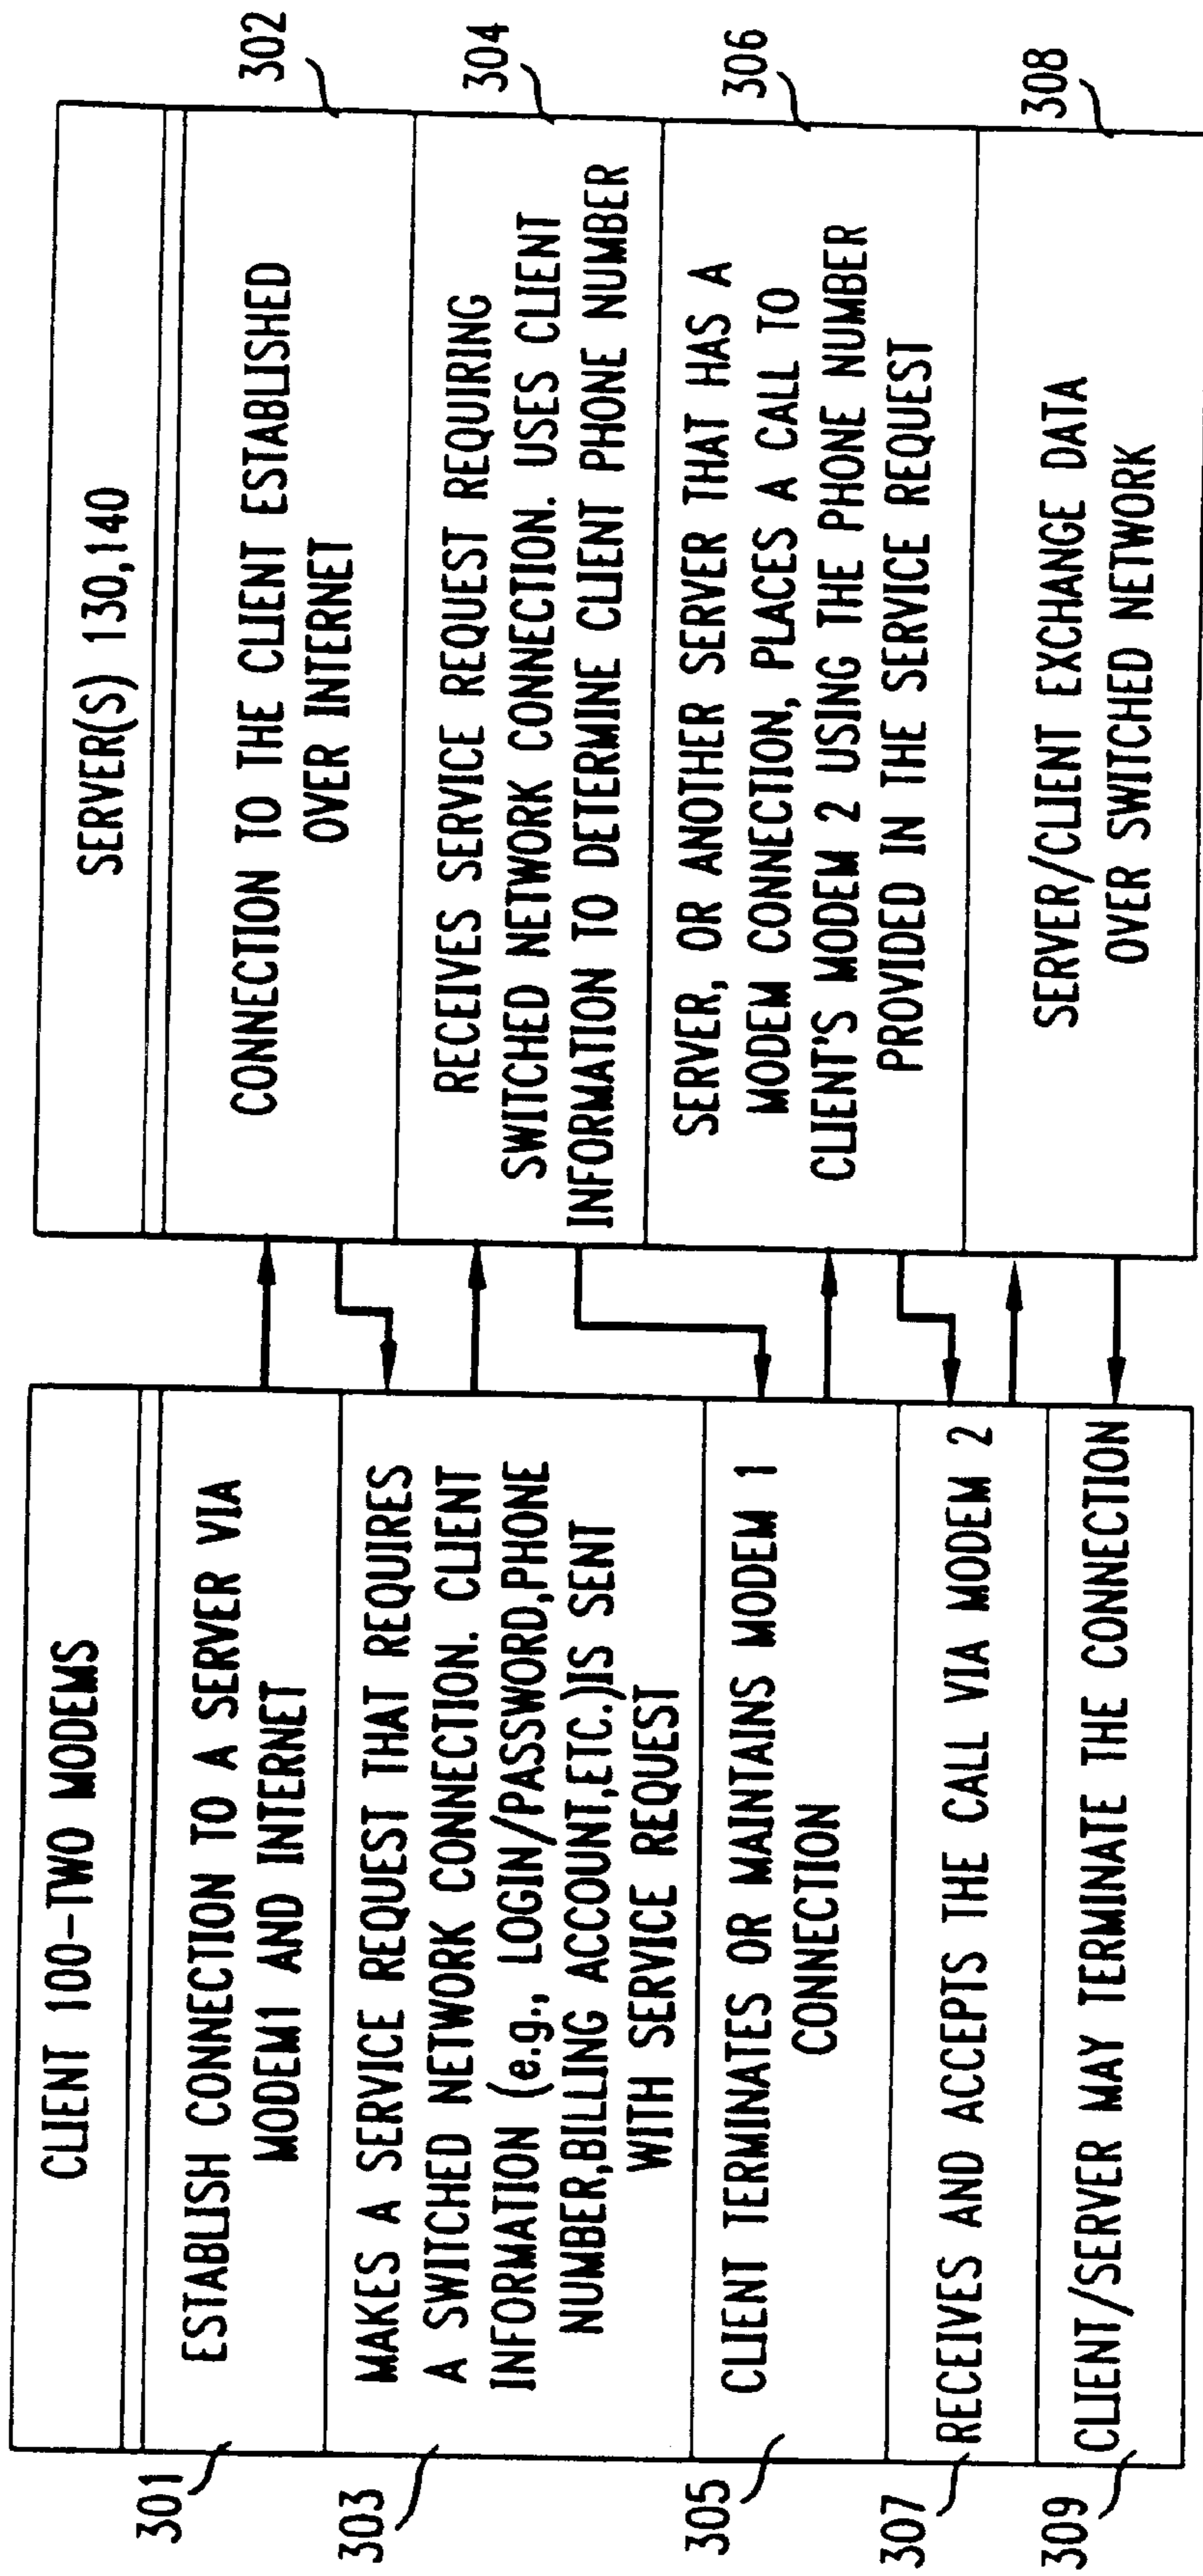 CLIENT 100-TWO MODEMS
301
ESTABLISH CONNECTION TO A SERVER VIA
MODEM1 AND INTERNET
303
MAKES A SERVICE REQUEST THAT REQUIRES
A SWITCHED NETWORK CONNECTION. CLIENT
INFORMATION (e.g., LOGIN/PASSWORD,PHONE
NUMBER,BILLING ACCOUNT,ETC.)IS SENT
WITH SERVICE REQUEST
305
CLIENT TERMINATES OR MAINTAINS MODEM 1
CONNECTION
307
RECEIVES AND ACCEPTS THE CALL VIA MODEM 2
309
CLIENT/SERVER MAY TERMINATE THE CONNECTION
SERVER(S) 130,140
CONNECTION TO THE CLIENT ESTABLISHED
OVER INTERNET
302
RECEIVES SERVICE REQUEST REQUIRING
SWITCHED NETWORK CONNECTION. USES CLIENT
INFORMATION TO DETERMINE CLIENT PHONE NUMBER
304
SERVER, OR ANOTHER SERVER THAT HAS A
MODEM CONNECTION, PLACES A CALL TO
CLIENT'S MODEM 2 USING THE PHONE NUMBER
PROVIDED IN THE SERVICE REQUEST
306
SERVER/CLIENT EXCHANGE DATA
OVER SWITCHED NETWORK
308